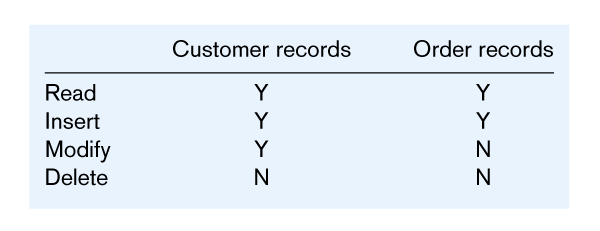 Customer records Order records
Read Y Y
Insert Y Y
Modify Y N
Delete N N